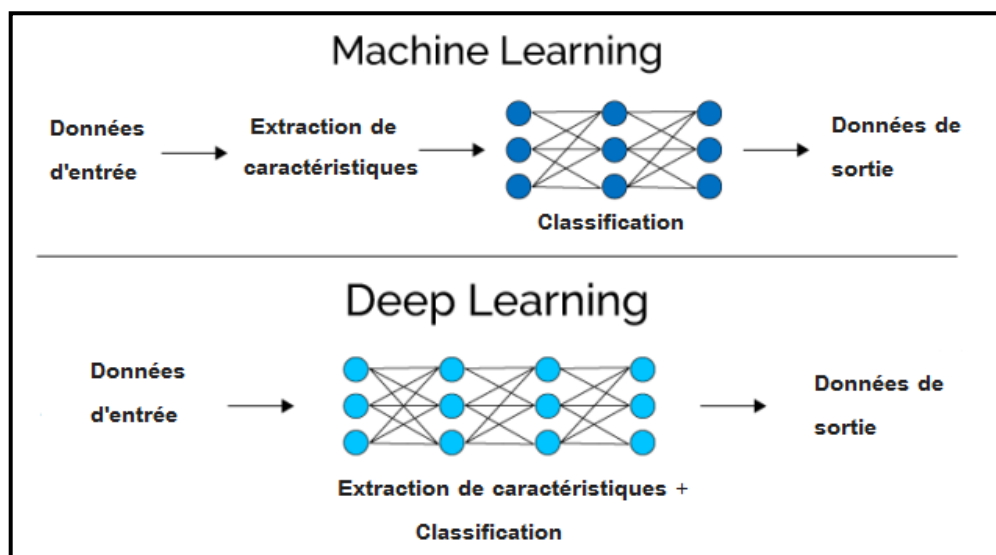 Machine Learning
Données
d'entrée
Extraction de
caractéristiques
Classification
Données de
sortie
Deep Learning
Données
d'entrée
Extraction de caractéristiques +
Classification
Données de
sortie